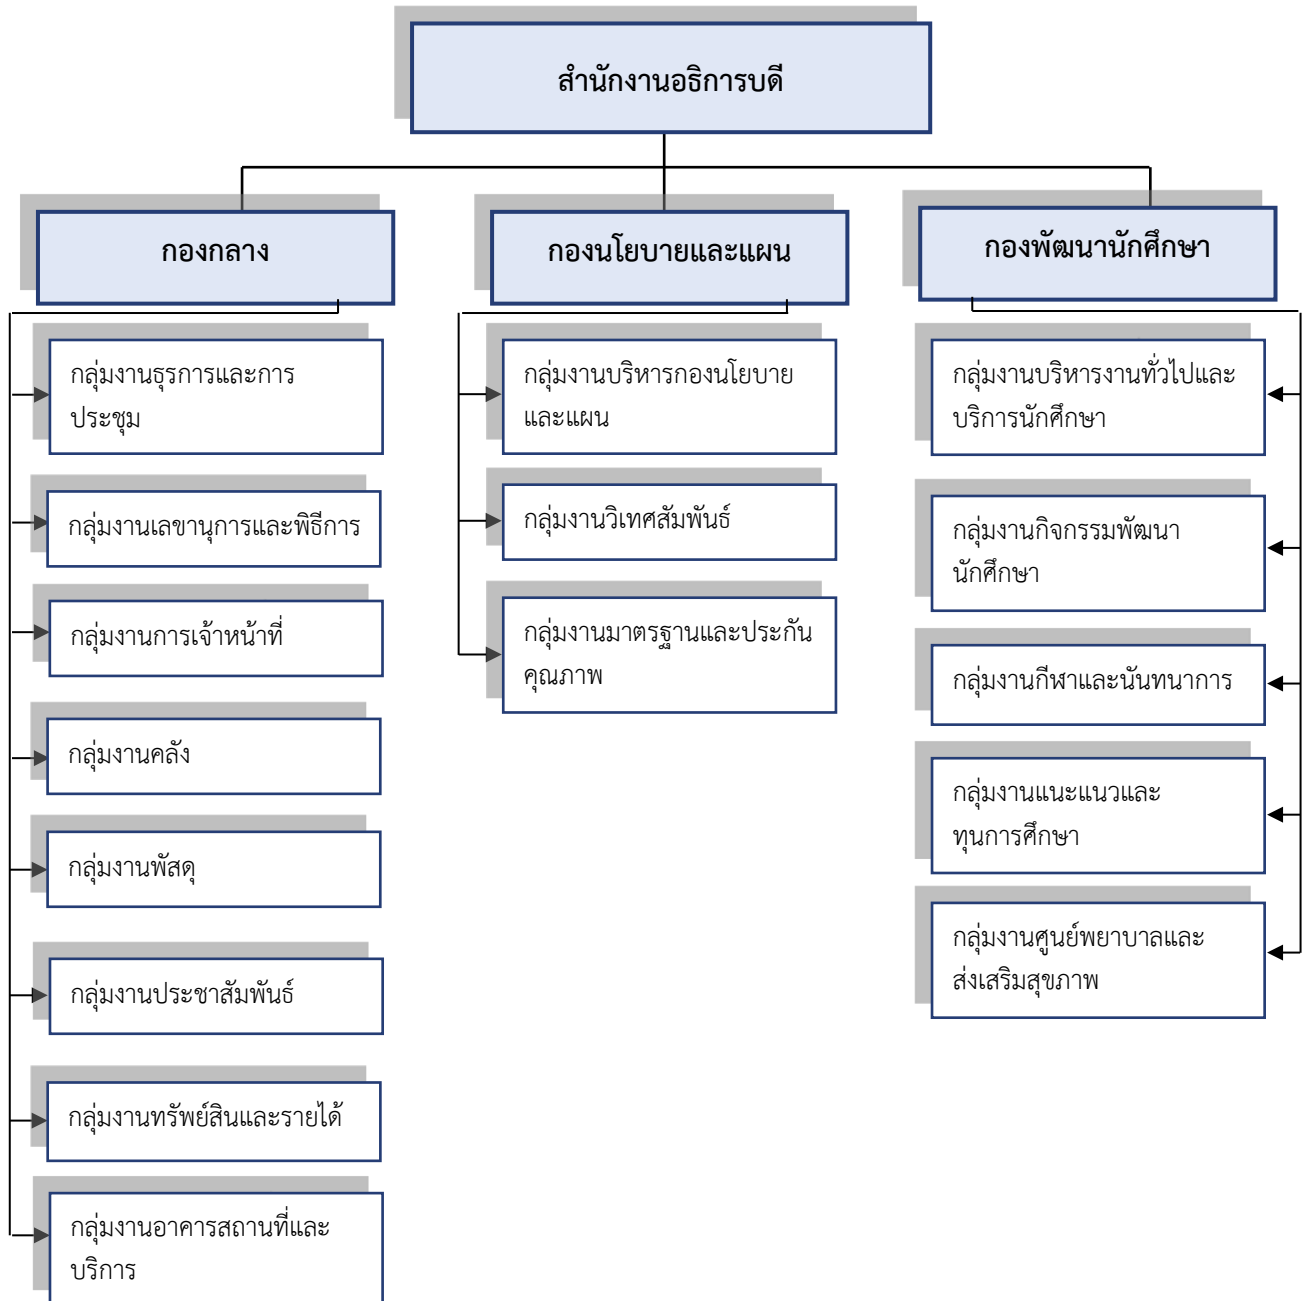 สำนักงานอธิการบดี
กองกลาง
กองนโยบายและแผน
กองพัฒนานักศึกษา
กลุ่มงานธุรการและการ
ประชุม
กลุ่มงานเลขานุการและพิธีการ
กลุ่มงานการเจ้าหน้าที่
กลุ่มงานคลัง
กลุ่มงานพัสดุ
กลุ่มงานประชาสัมพันธ์
กลุ่มงานทรัพย์สินและรายได้
กลุ่มงานอาคารสถานที่และ
บริการ
กลุ่มงานบริหารกองนโยบาย
และแผน
กลุ่มงานวิเทศสัมพันธ์
กลุ่มงานมาตรฐานและประกัน
คุณภาพ
กลุ่มงานบริหารงานทั่วไปและ
บริการนักศึกษา
กลุ่มงานกิจกรรมพัฒนา
นักศึกษา
กลุ่มงานกีฬาและนันทนาการ
กลุ่มงานแนะแนวและ
ทุนการศึกษา
กลุ่มงานศูนย์พยาบาลและ
ส่งเสริมสุขภาพ